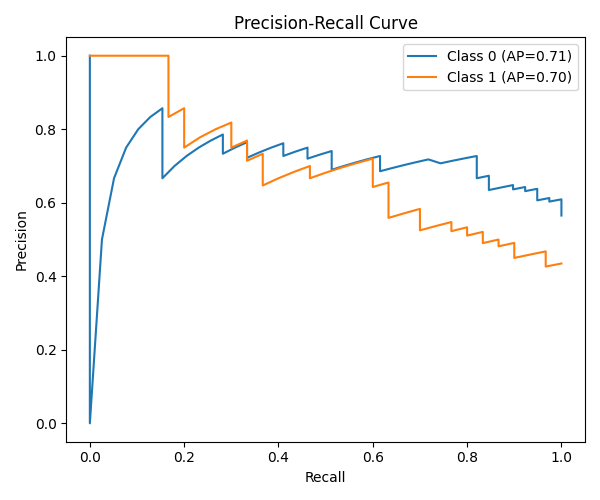 Precision-Recall Curve
Class 0 (AP=0.71)
Class 1 (AP=0.70)
1.0
0.8
0.6
0.4
0.2
0.0
Precision
0.0 0.2 0.4 0.6 0.8 1.0
Recall